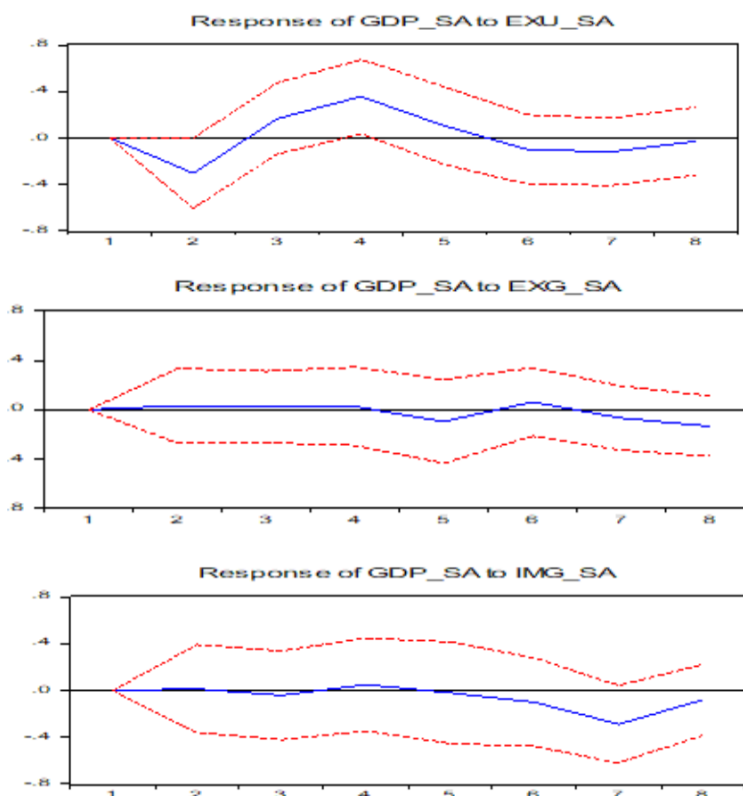 Response of GDP_SA to EXU_SA
.8
.4
.0
-.4
-.8
1 2 3 4 5 6 7 8
Response of GDP_SA to EXG_SA
.8
.4
.0
.4
.8
1 2 3 4 5 6 7 8
Response of GDP_SA to IMG_SA
.8
.4
.0
-.4
-.8
1 2 3 4 5 6 7 8